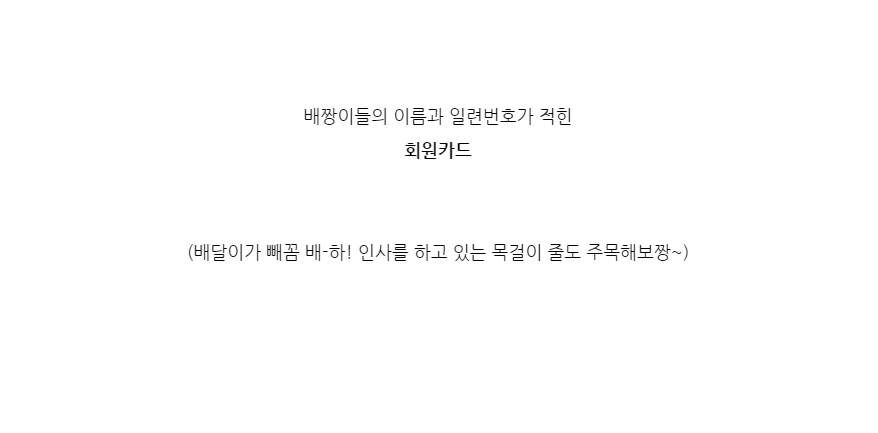 배짱이들의 이름과 일련번호가 적힌
회원카드
(배달이가 빼꼼 배-하! 인사를 하고 있는 목걸이 줄도 주목해보짱~)